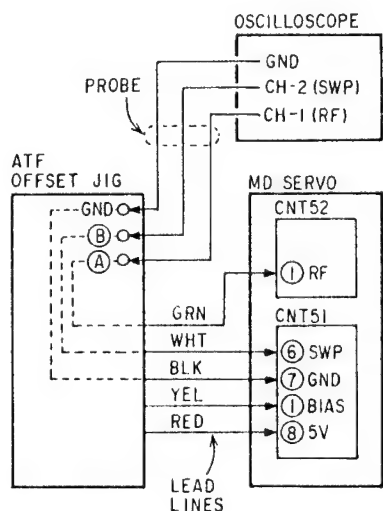 OSCILLOSCOPE
GND
CH-2 (SWP)
CH-1 (RF)
PROBE
ATF
OFFSET JIG
GND
B
A
MD SERVO
CNT52
1 RF
GRN
CNT51
WHT
6 SWP
BLK
7 GND
YEL
1 BIAS
RED
8 5V
LEAD
LINES